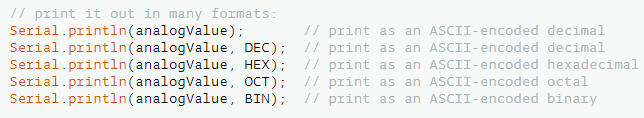 // print it out in many formats:
Serial.println(analogValue);       // print as an ASCII-encoded decimal
Serial.println(analogValue, DEC);  // print as an ASCII-encoded decimal
Serial.println(analogValue, HEX);  // print as an ASCII-encoded hexadecimal
Serial.println(analogValue, OCT);  // print as an ASCII-encoded octal
Serial.println(analogValue, BIN);  // print as an ASCII-encoded binary